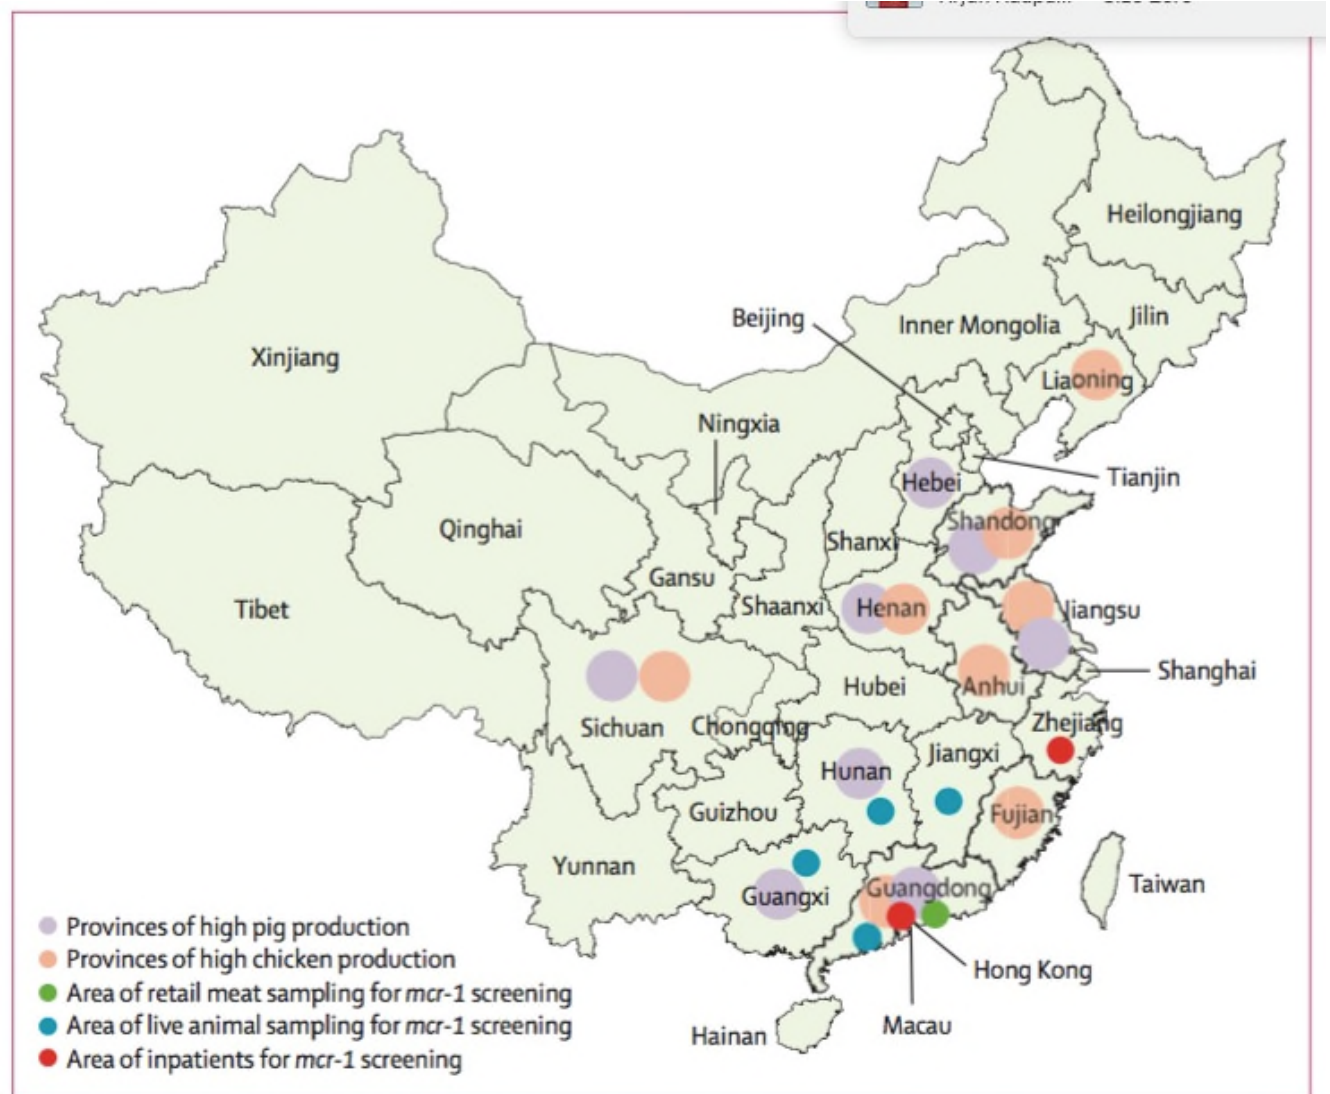 Heilongjiang
Jilin
Inner Mongolia
Beijing
Liaoning
Xinjiang
Ningxia
Tianjin
Hebei
Shandong
Qinghai
Shanxi
Gansu
Shaanxi
Henan
Jiangsu
Tibet
Shanghai
Hubei
Anhui
Sichuan
Chongqing
Zhejiang
Jiangxi
Hunan
Guizhou
Fujian
Yunnan
Guangxi
Guangdong
Taiwan
Hong Kong
Macau
Hainan
Provinces of high pig production
Provinces of high chicken production
Area of retail meat sampling for mcr-1 screening
Area of live animal sampling for mcr-1 screening
Area of inpatients for mcr-1 screening